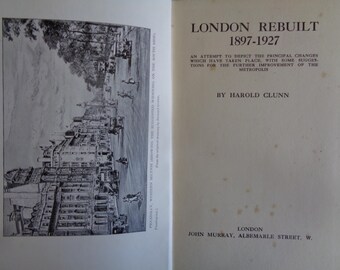 LONDON REBUILT
1897-1927
AN ATTEMPT TO DEPICT THE PRINCIPAL CHANGES
WHICH HAVE TAKEN PLACE, WITH SOME SUGGES-
TIONS FOR THE FURTHER IMPROVEMENT OF THE
METROPOLIS
BY HAROLD CLUNN
LONDON
JOHN MURRAY, ALBEMARLE STREET, W.